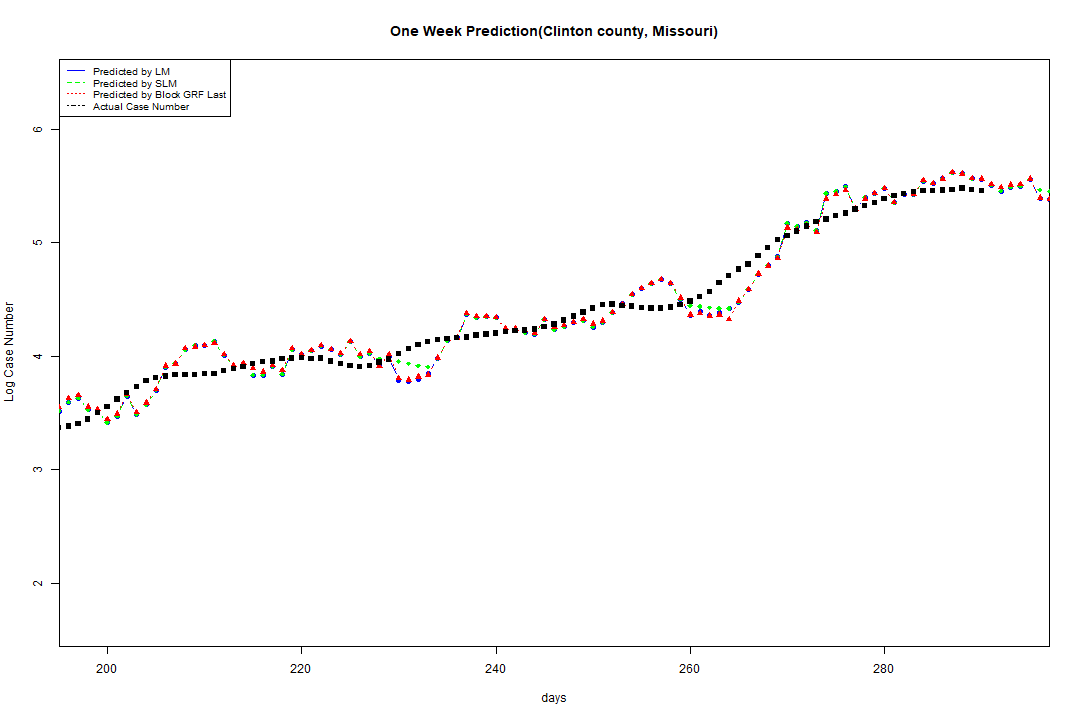 One Week Prediction(Clinton county, Missouri)
Predicted by LM
Predicted by SLM
Predicted by Block GRF Last
Actual Case Number
6
5
4
3
2
Log Case Number
200 220 240 260 280
days